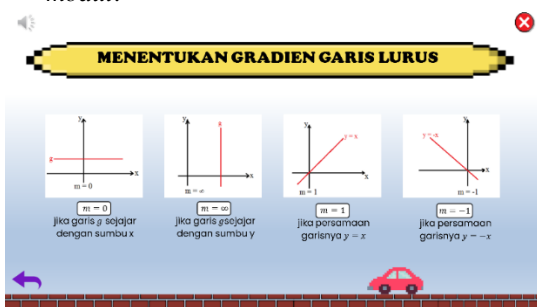 MENENTUKAN GRADIEN GARIS LURUS
y
g
x
m = 0
y
g
x
m = ∞
y
y = x
x
m = 1
y
y = -x
x
m = -1
m = 0
jika garis g sejajar
dengan sumbu x
m = ∞
jika garis gsejajar
dengan sumbu y
m = 1
jika persamaan
garisnya y = x
m = −1
jika persamaan
garisnya y = −x